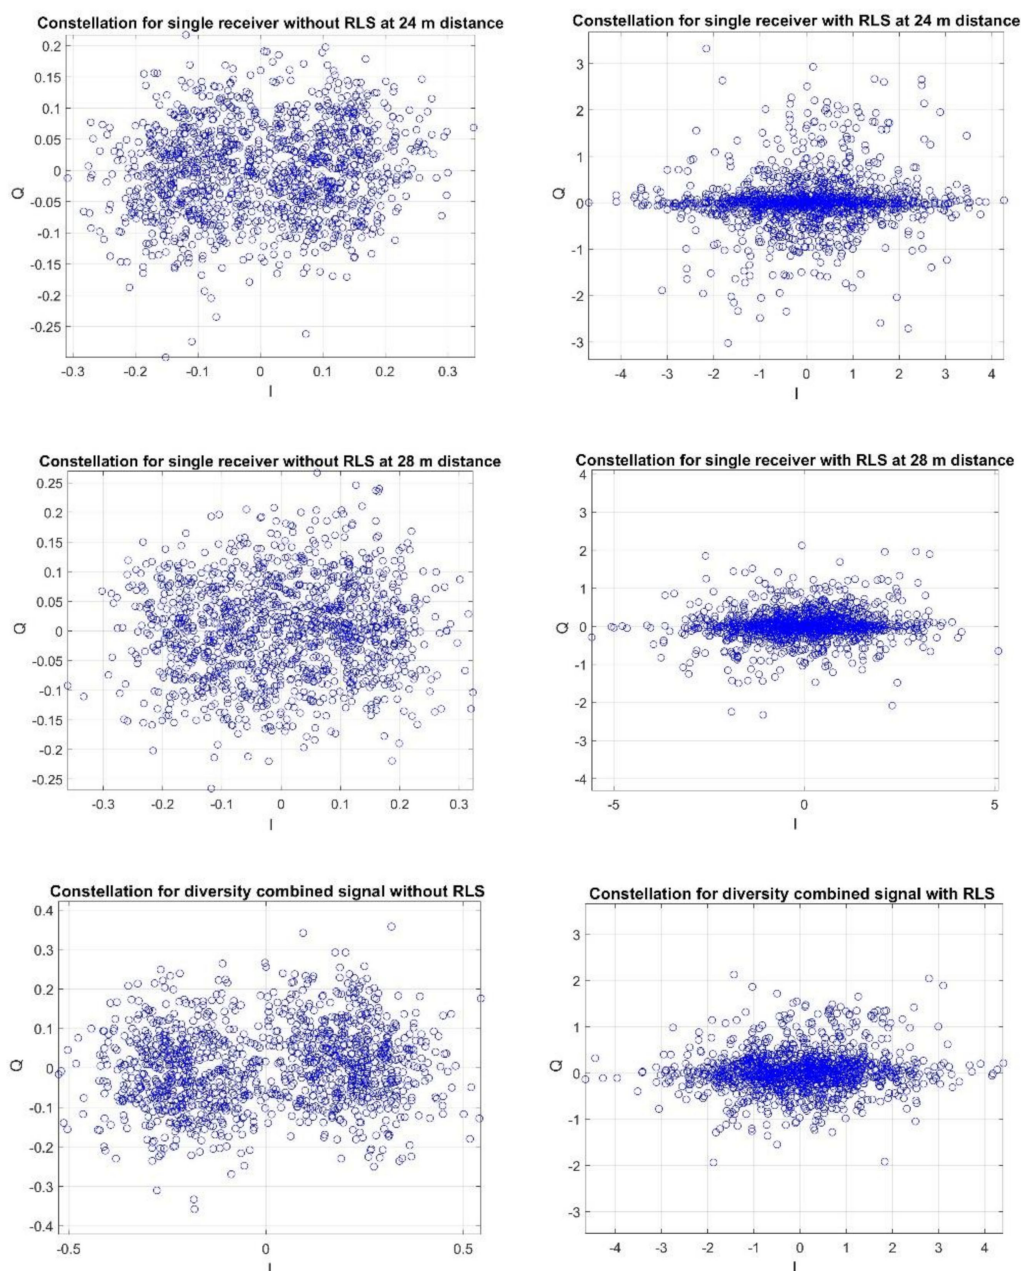 Constellation for single receiver without RLS at 24 m distance
0.2
0.15
0.1
0.05
0
-0.05
-0.1
-0.15
-0.2
-0.25
Q
-0.3 -0.2 -0.1 0 0.1 0.2 0.3
I
Constellation for single receiver with RLS at 24 m distance
3
2
1
0
-1
-2
-3
Q
-4 -3 -2 -1 0 1 2 3 4
I
Constellation for single receiver without RLS at 28 m distance
0.25
0.2
0.15
0.1
0.05
0
-0.05
-0.1
-0.15
-0.2
-0.25
Q
-0.3 -0.2 -0.1 0 0.1 0.2 0.3
I
Constellation for single receiver with RLS at 28 m distance
4
3
2
1
0
-1
-2
-3
-4
Q
-5 0 5
I
Constellation for diversity combined signal without RLS
0.4
0.3
0.2
0.1
0
-0.1
-0.2
-0.3
-0.4
Q
-0.5 0 0.5
I
Constellation for diversity combined signal with RLS
3
2
1
0
-1
-2
-3
Q
-4 -3 -2 -1 0 1 2 3 4
I